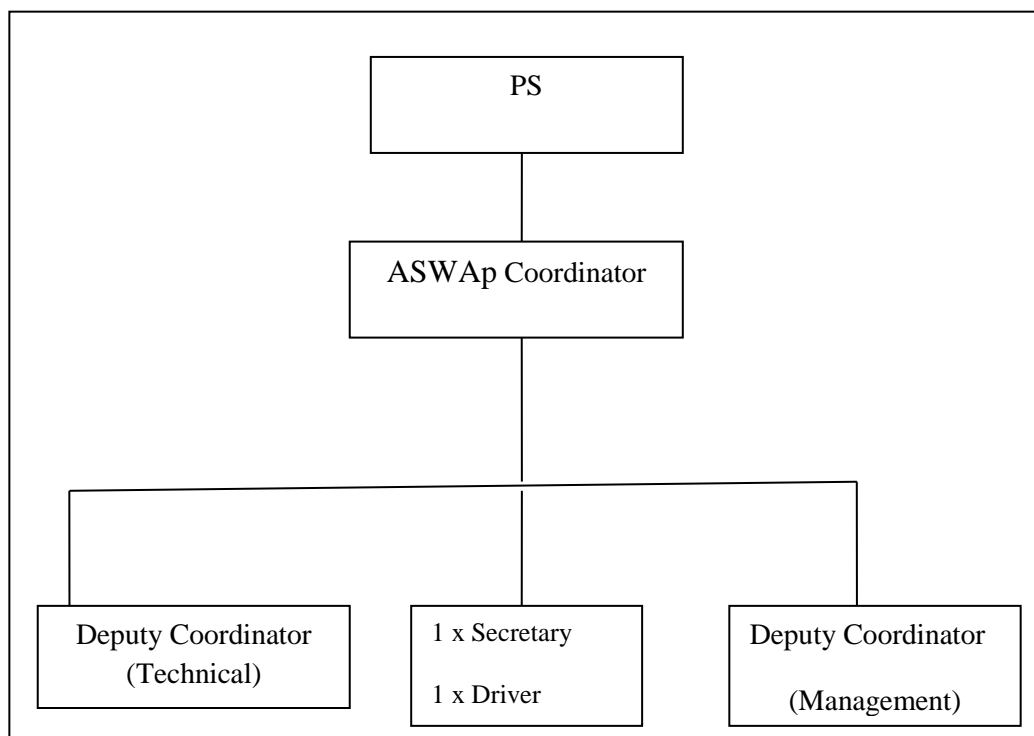 PS
ASWAp Coordinator
Deputy Coordinator
(Technical)
1 x Secretary
1 x Driver
Deputy Coordinator
(Management)